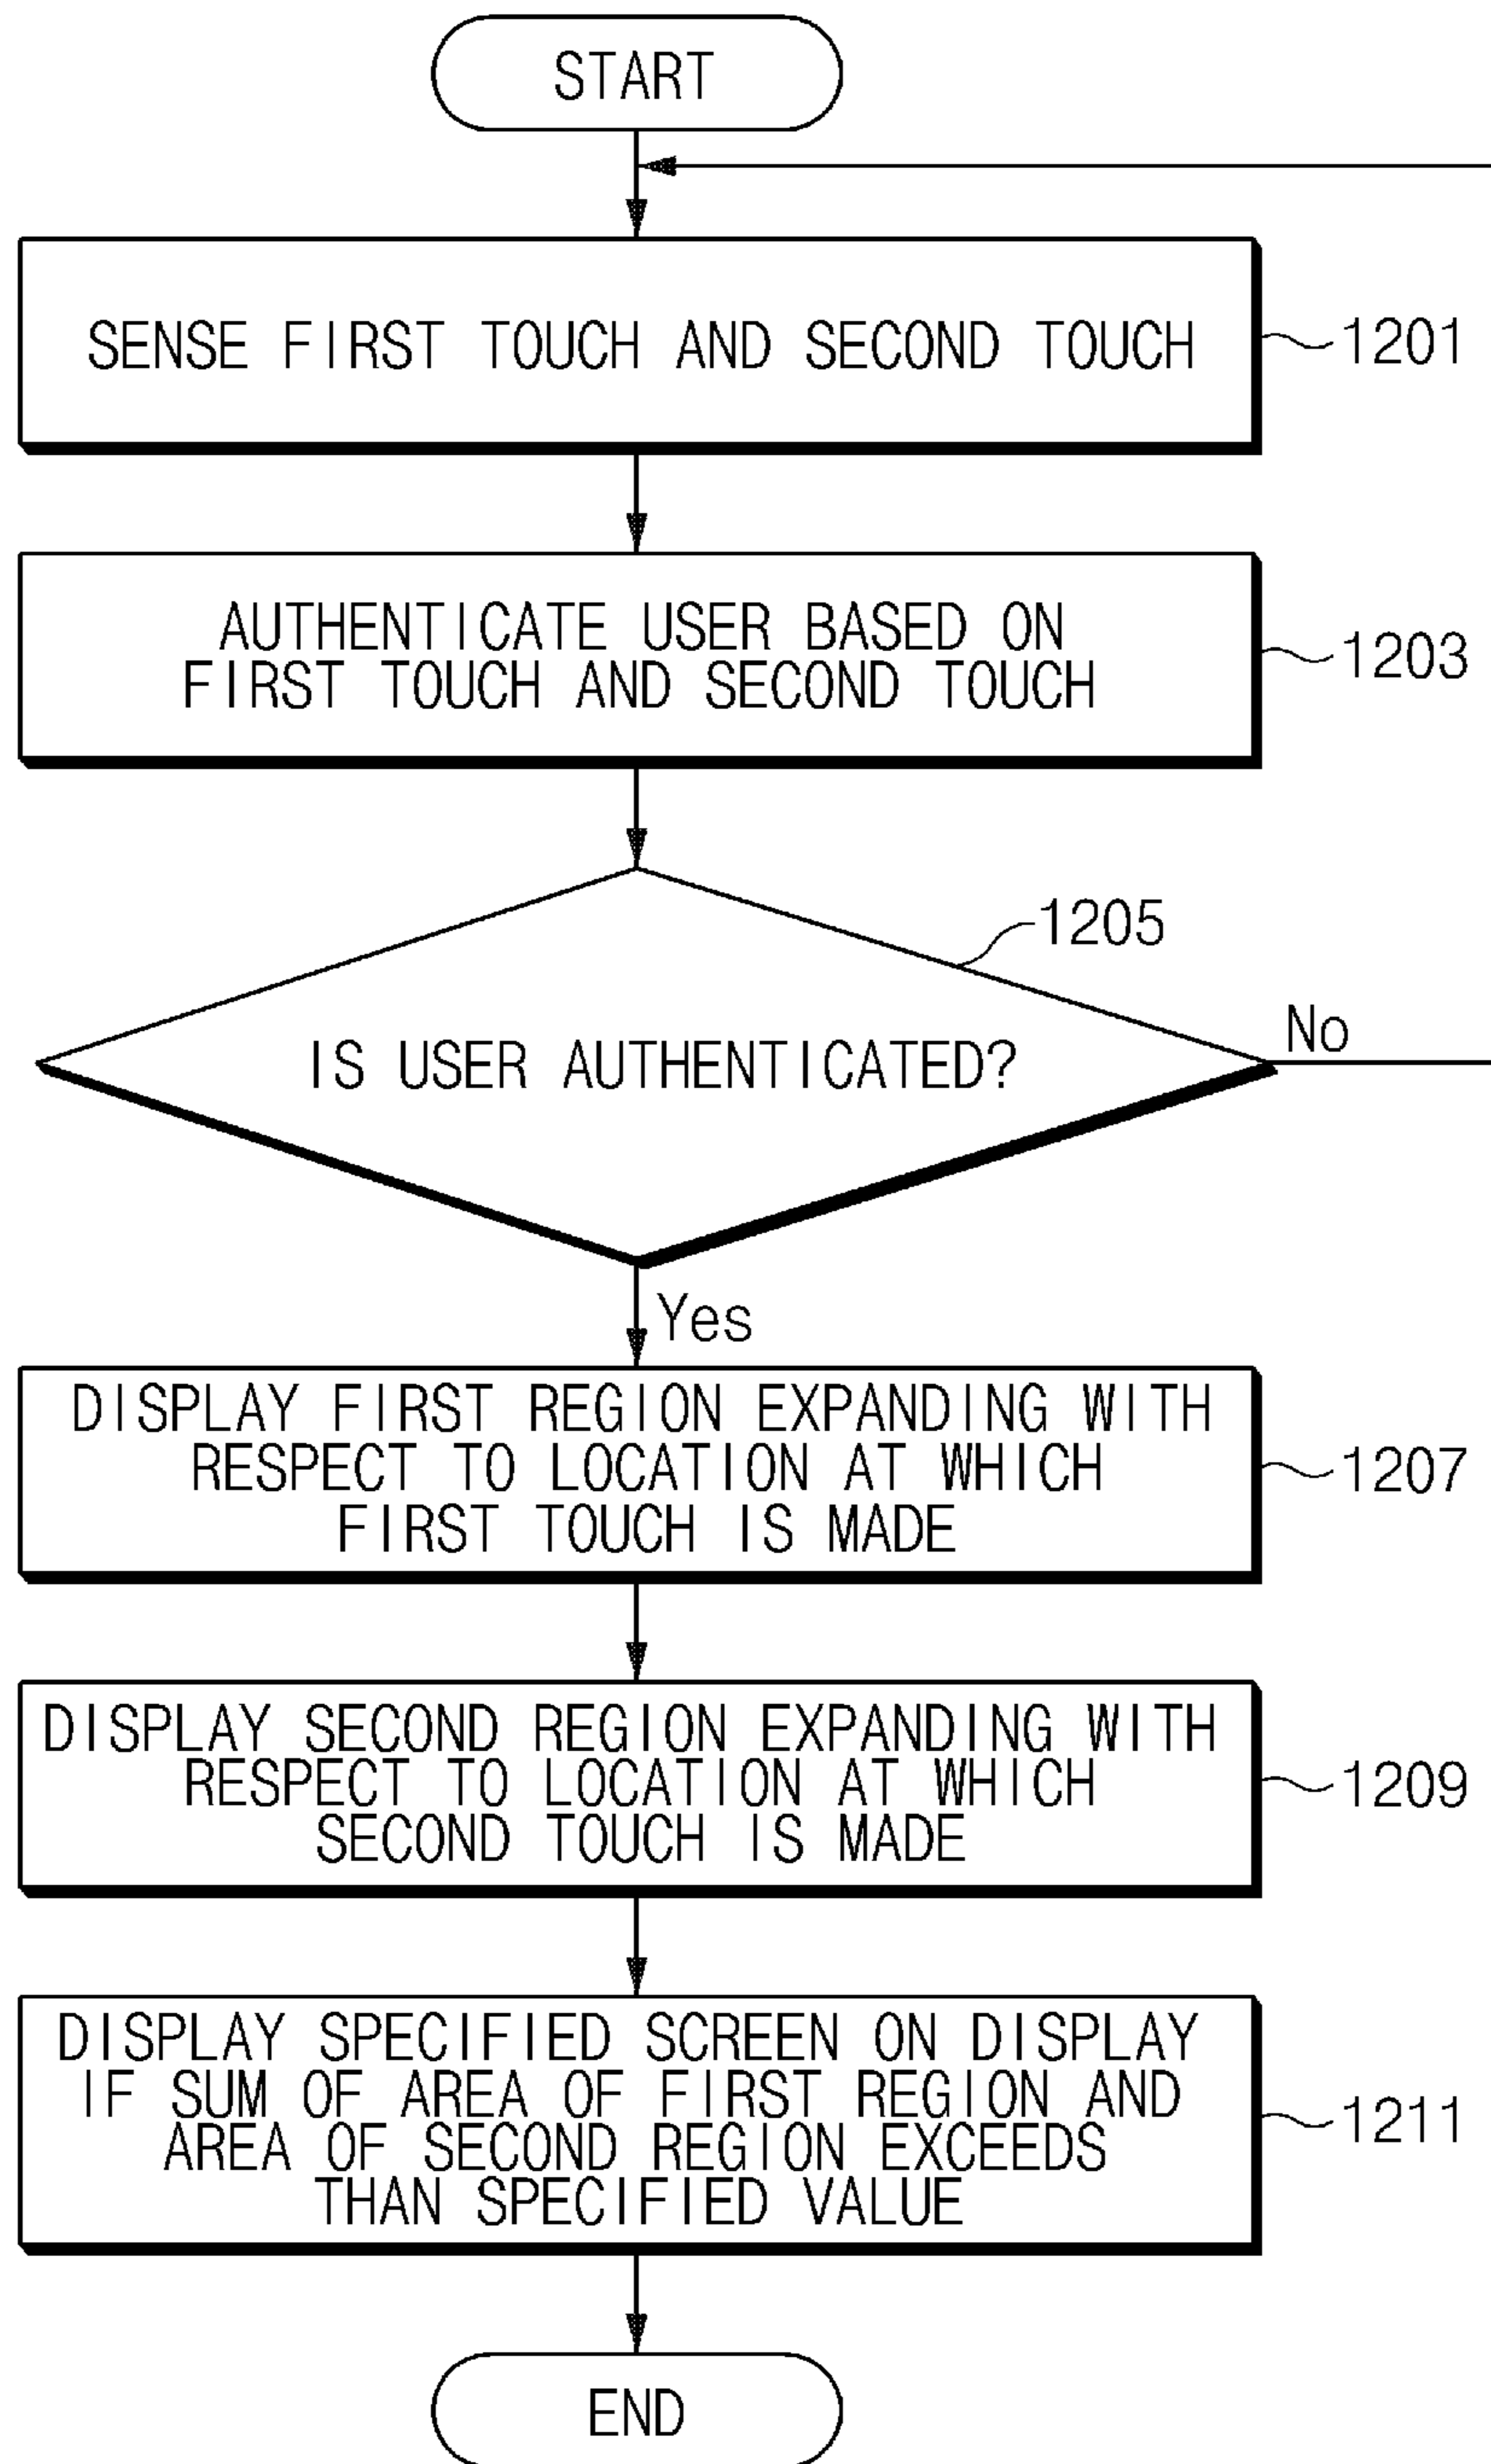 START
SENSE FIRST TOUCH AND SECOND TOUCH
1201
AUTHENTICATE USER BASED ON
FIRST TOUCH AND SECOND TOUCH
1203
1205
IS USER AUTHENTICATED?
No
Yes
DISPLAY FIRST REGION EXPANDING WITH
RESPECT TO LOCATION AT WHICH
FIRST TOUCH IS MADE
1207
DISPLAY SECOND REGION EXPANDING WITH
RESPECT TO LOCATION AT WHICH
SECOND TOUCH IS MADE
1209
DISPLAY SPECIFIED SCREEN ON DISPLAY
IF SUM OF AREA OF FIRST REGION AND
AREA OF SECOND REGION EXCEEDS
THAN SPECIFIED VALUE
1211
END